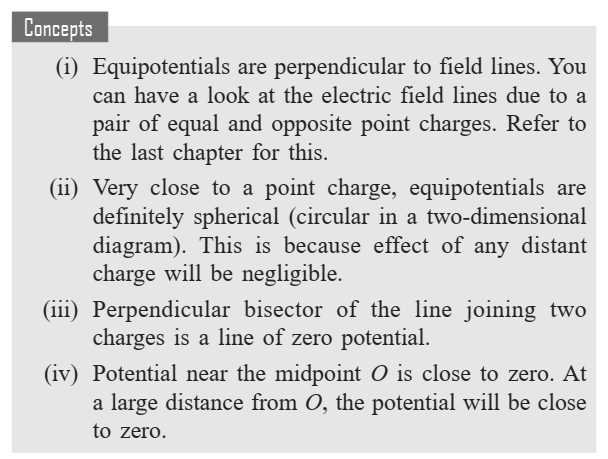 Concepts
(i) Equipotentials are perpendicular to field lines. You
can have a look at the electric field lines due to a
pair of equal and opposite point charges. Refer to
the last chapter for this.
(ii) Very close to a point charge, equipotentials are
definitely spherical (circular in a two-dimensional
diagram). This is because effect of any distant
charge will be negligible.
(iii) Perpendicular bisector of the line joining two
charges is a line of zero potential.
(iv) Potential near the midpoint O is close to zero. At
a large distance from O, the potential will be close
to zero.